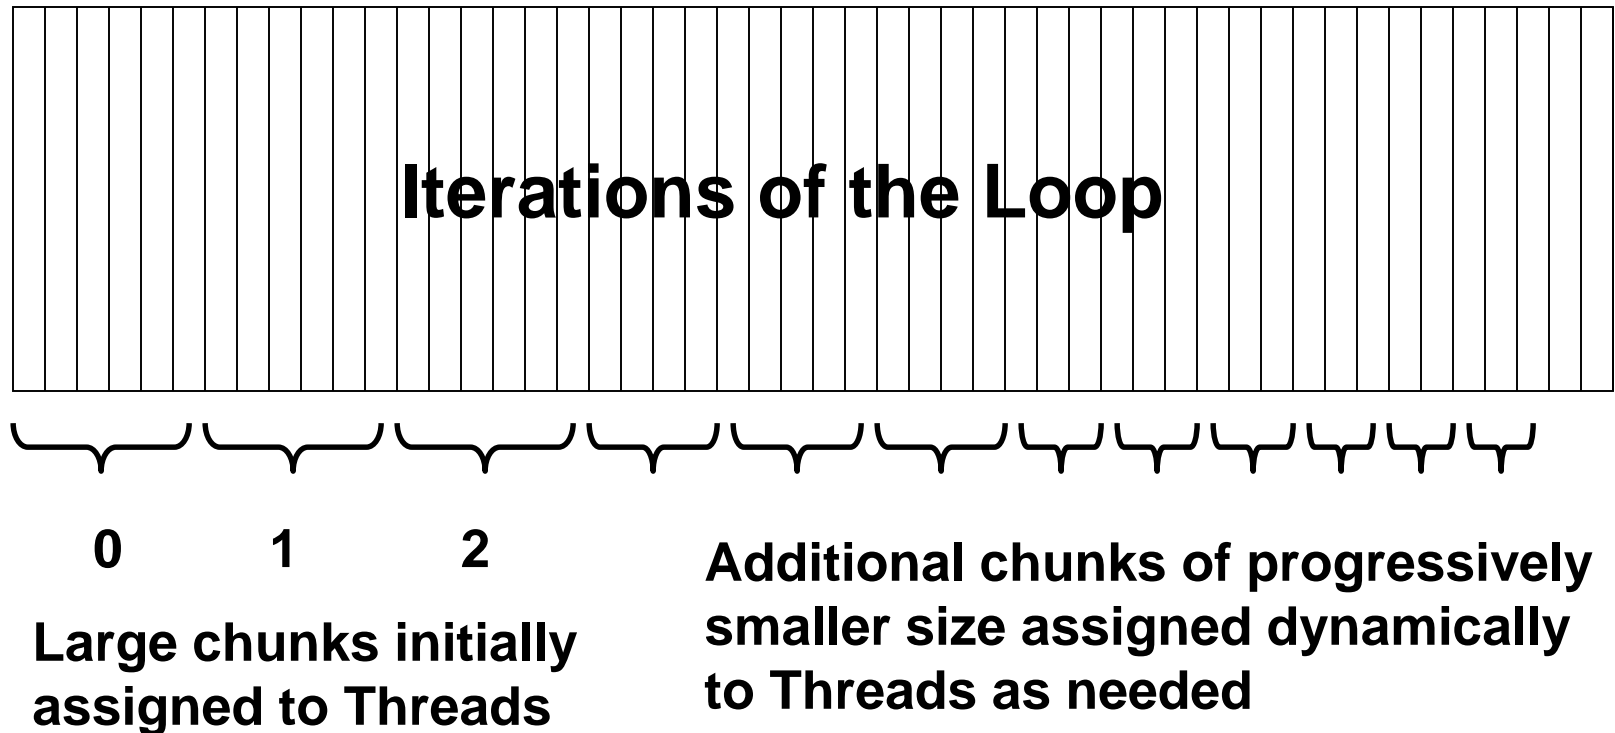 Iterations of the Loop
0 1 2
Large chunks initially
assigned to Threads
Additional chunks of progressively
smaller size assigned dynamically
to Threads as needed